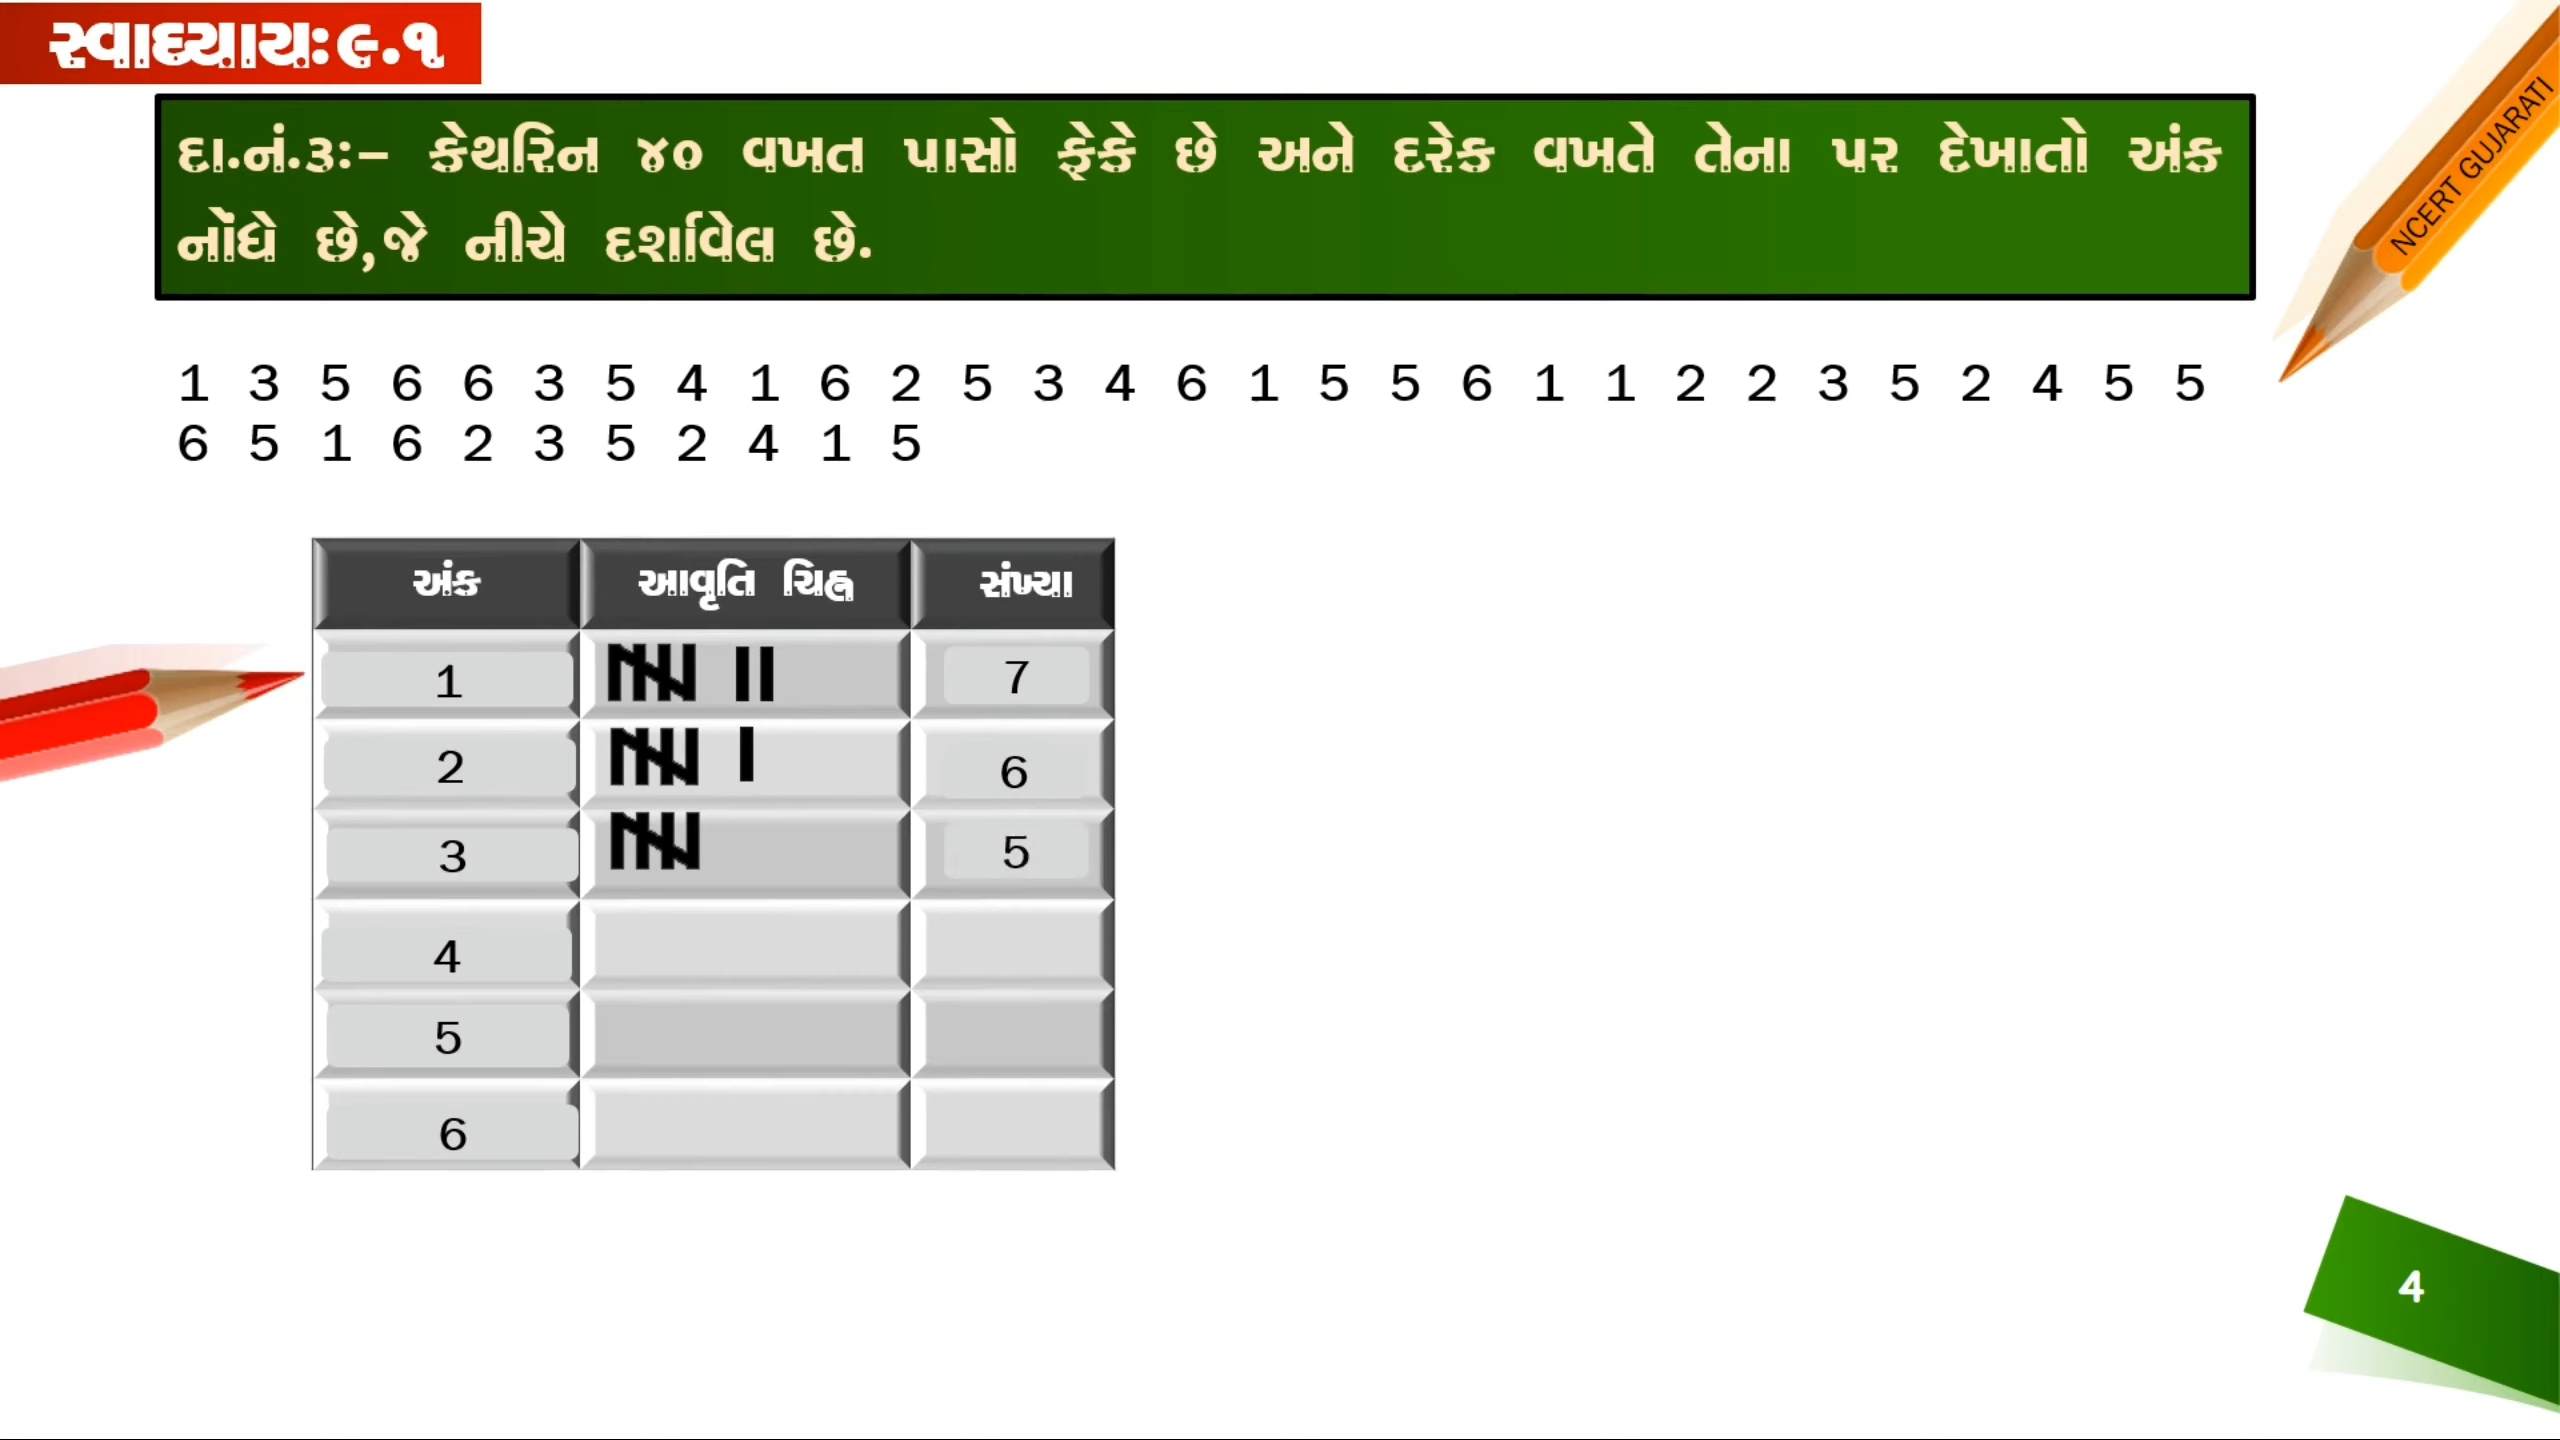 સ્વાધ્યાયઃ૯.૧
દા.નં.૩ઃ– કેથરિન ૪૦ વખત પાસો ફેકે છે અને દરેક વખતે તેના પર દેખાતો અંક
નોંધે છે,જે નીચે દર્શાવેલ છે.
NCERT GUJARATI
1 3 5 6 6 3 5 4 1 6 2 5 3 4 6 1 5 5 6 1 1 2 2 3 5 2 4 5 5
6 5 1 6 2 3 5 2 4 1 5
અંક આવૃતિ ચિહ્ન સંખ્યા
1 7
2 6
3 5
4
5
6
4